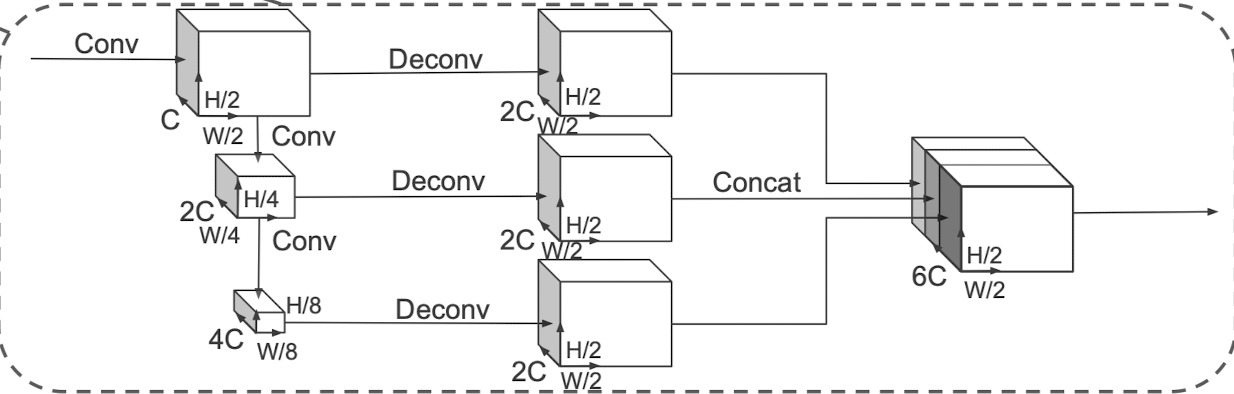 Conv
Deconv
H/2
C
W/2
H/2
2C
W/2
Conv
H/4
2C
W/4
Deconv
Concat
H/2
2C
W/2
Conv
H/2
6C
W/2
H/8
4C
W/8
Deconv
H/2
2C
W/2